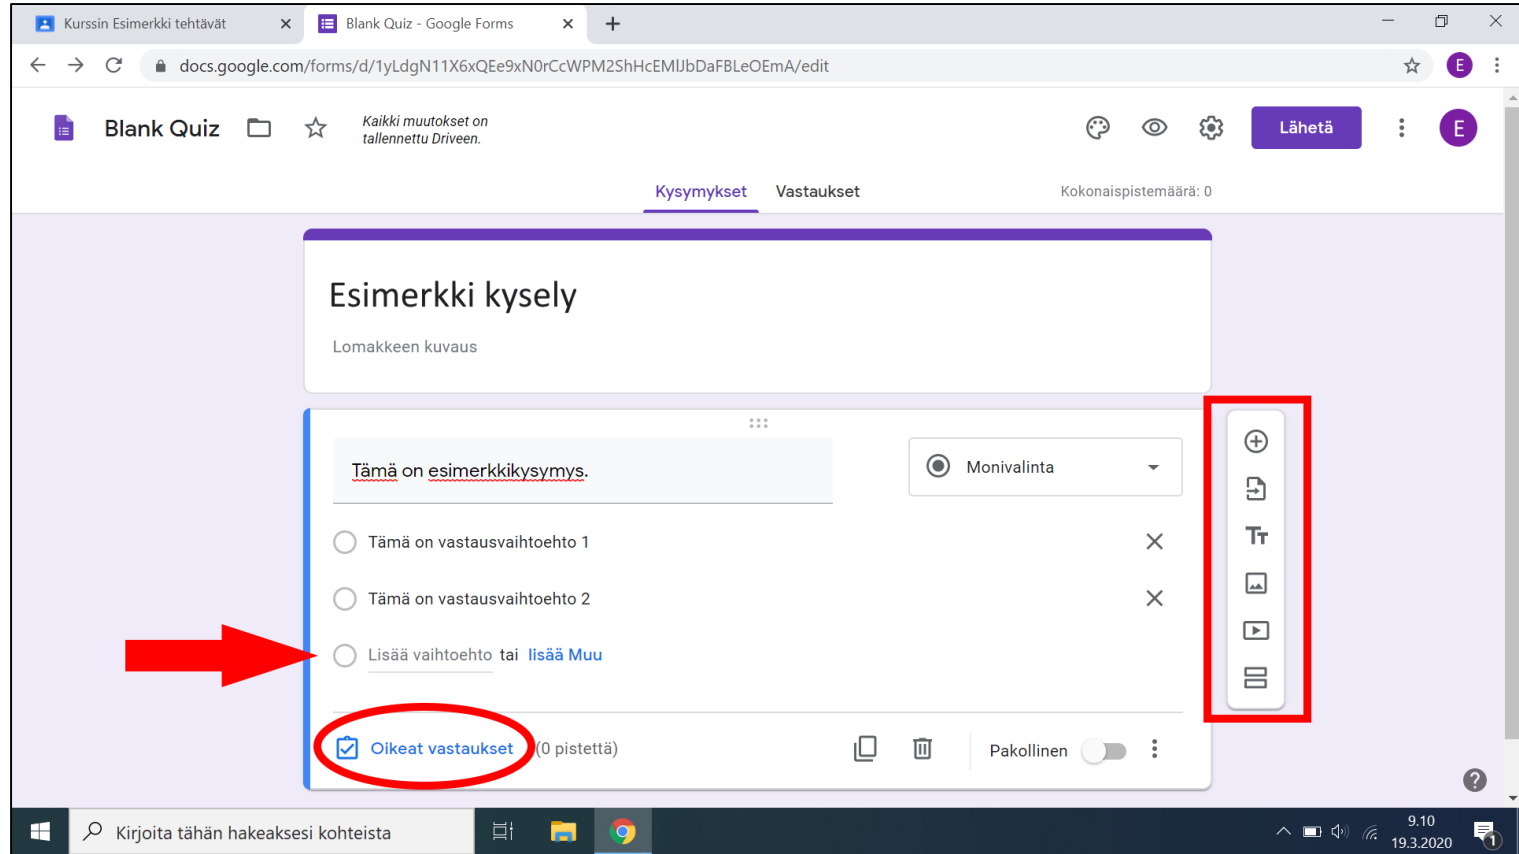 Kurssin Esimerkki tehtävät
Blank Quiz - Google Forms
docs.google.com/forms/d/1yLdgN11X6xQEe9xN0rCcWPM2ShHcEMIJbDaFBLeOEmA/edit
E
Blank Quiz
Kaikki muutokset on
tallennettu Driveen.
Lähetä
E
Kysymykset Vastaukset
Kokonaispistemäärä: 0
Esimerkki kysely
Lomakkeen kuvaus
Tämä on esimerkkikysymys.
Monivalinta
Tämä on vastausvaihtoehto 1
Tämä on vastausvaihtoehto 2
Lisää vaihtoehto tai lisää Muu
Oikeat vastaukset (0 pistettä)
Pakollinen
Kirjoita tähän hakeaksesi kohteista
9.10
19.3.2020
1